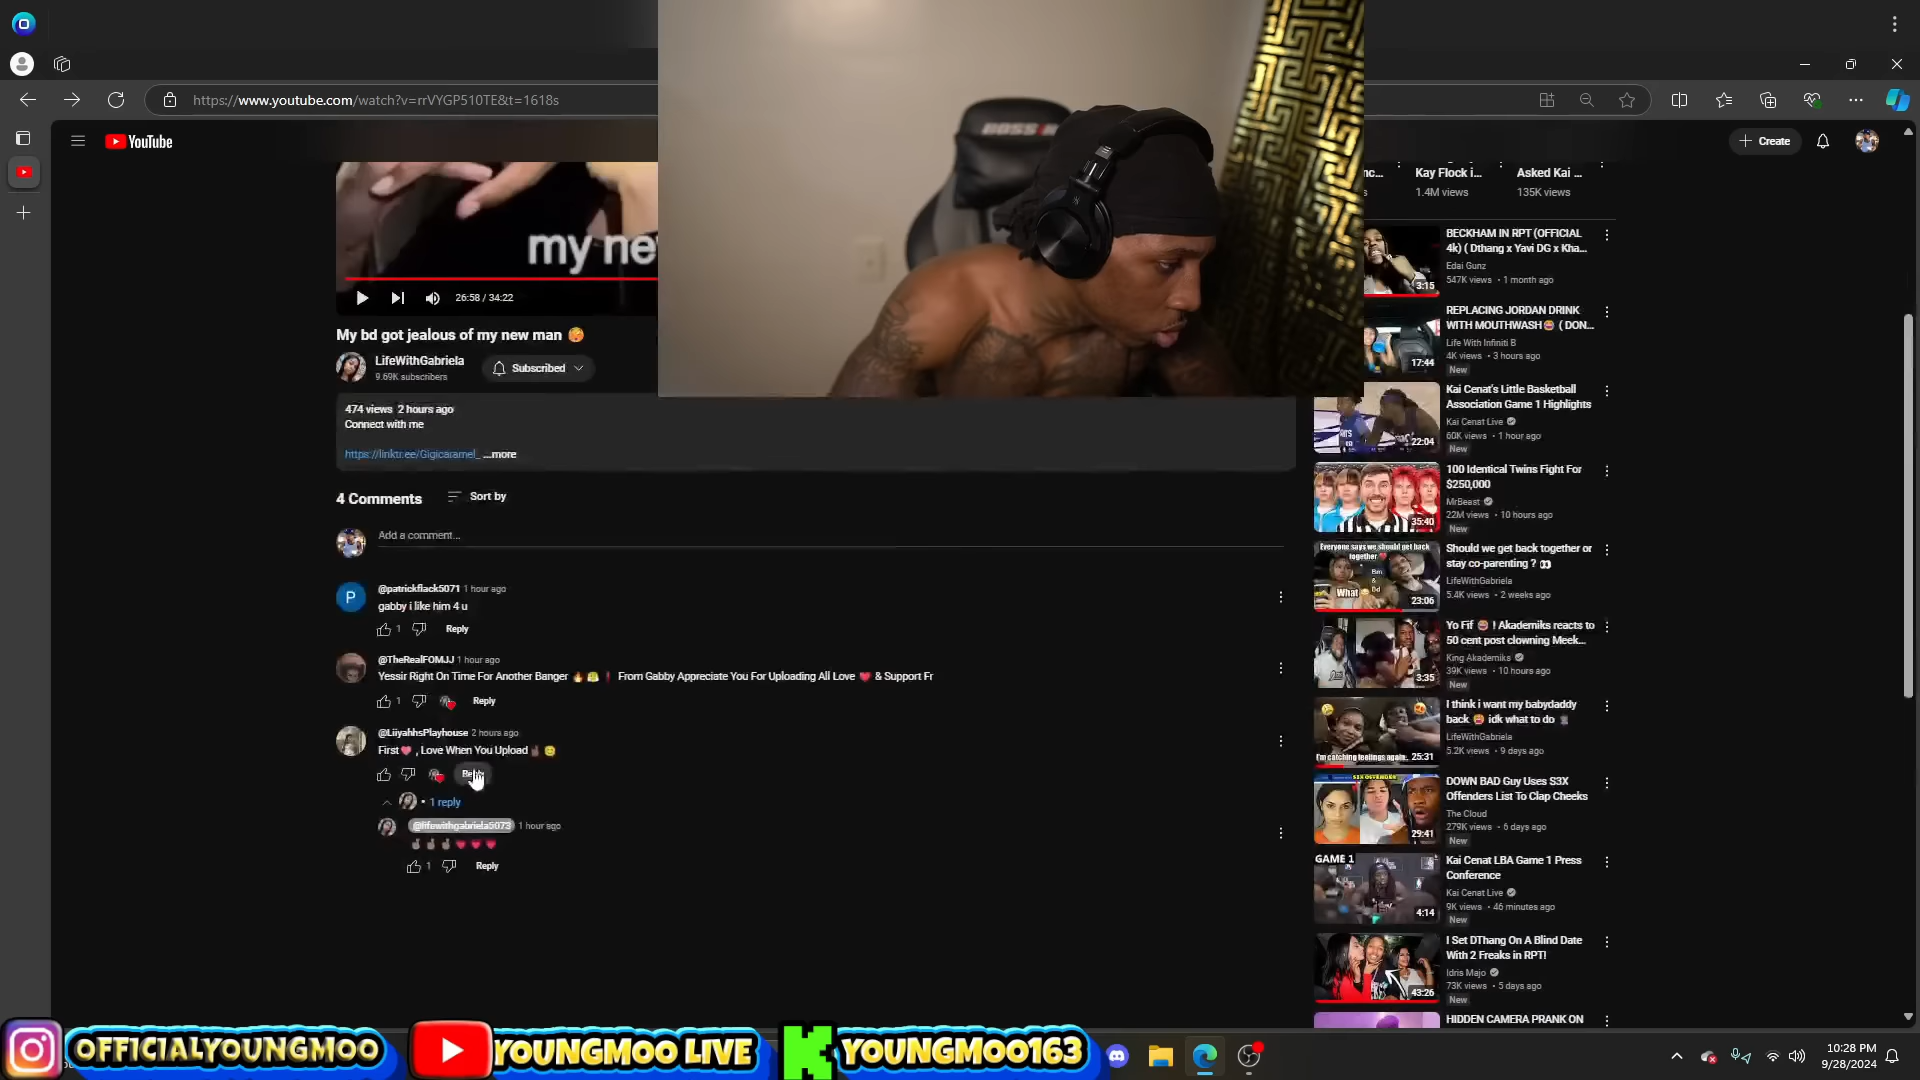 https://www.youtube.com/watch?v=rrVYGP510TE&t=1618s
YouTube
Create
my ne
26:58 / 34:22
My bd got jealous of my new man
LifeWithGabriela
9.69K subscribers
Subscribed
474 views 2 hours ago
Connect with me
https://linktr.ee/Gigicaramel_ ...more
4 Comments
Sort by
Add a comment...
P
@patrickflack5071 1 hour ago
gabby i like him 4 u
1
Reply
@TheRealFOMJJ 1 hour ago
Yessir Right On Time For Another Banger 🔥 From Gabby Appreciate You For Uploading All Love ❤️ & Support Fr
1
Reply
@LiiyahhsPlayhouse 2 hours ago
First💗 , Love When You Upload
1 reply
@lifewithgabriela5073 1 hour ago
1
Reply
Kay Flock i...
Asked Kai ...
1.4M views
135K views
BECKHAM IN RPT (OFFICIAL
4k) ( Dthang x Yavi DG x Kha...
Edai Gunz
547K views • 1 month ago
3:15
REPLACING JORDAN DRINK
WITH MOUTHWASH😂 ( DON...
Life With Infiniti B
4K views • 3 hours ago
New
17:44
Kai Cenat's Little Basketball
Association Game 1 Highlights
Kai Cenat Live
60K views • 1 hour ago
New
22:04
100 Identical Twins Fight For
$250,000
MrBeast
22M views • 10 hours ago
New
35:40
Everyone says we should get back
together
What
23:06
Should we get back together or
stay co-parenting ? 👀
LifeWithGabriela
5.4K views • 2 weeks ago
Yo Fif ! Akademiks reacts to
50 cent post clowning Meek...
King Akademiks
39K views • 10 hours ago
New
3:35
I think i want my babydaddy
back idk what to do
LifeWithGabriela
5.2K views • 9 days ago
I'm catching feelings again..
25:31
DOWN BAD Guy Uses S3X
Offenders List To Clap Cheeks
The Cloud
279K views • 6 days ago
New
29:41
GAME 1
Kai Cenat LBA Game 1 Press
Conference
Kai Cenat Live
9K views • 46 minutes ago
New
4:14
I Set DThang On A Blind Date
With 2 Freaks in RPT!
Idris Majo
73K views • 5 days ago
New
43:26
HIDDEN CAMERA PRANK ON
OFFICIALYOUNGMOO
YOUNGMOO LIVE
K
YOUNGMOO163
10:28 PM
9/28/2024